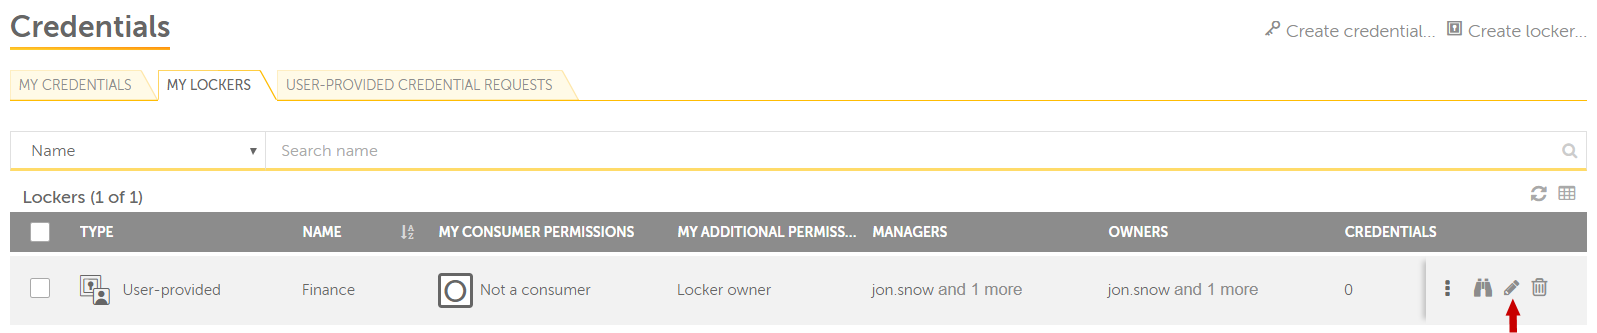 Credentials
Create credential... Create locker...
MY CREDENTIALS MY LOCKERS USER-PROVIDED CREDENTIAL REQUESTS
Name Search name
Lockers (1 of 1)
TYPE NAME MY CONSUMER PERMISSIONS MY ADDITIONAL PERMISS... MANAGERS OWNERS CREDENTIALS
User-provided Finance Not a consumer Locker owner jon.snow and 1 more jon.snow and 1 more 0